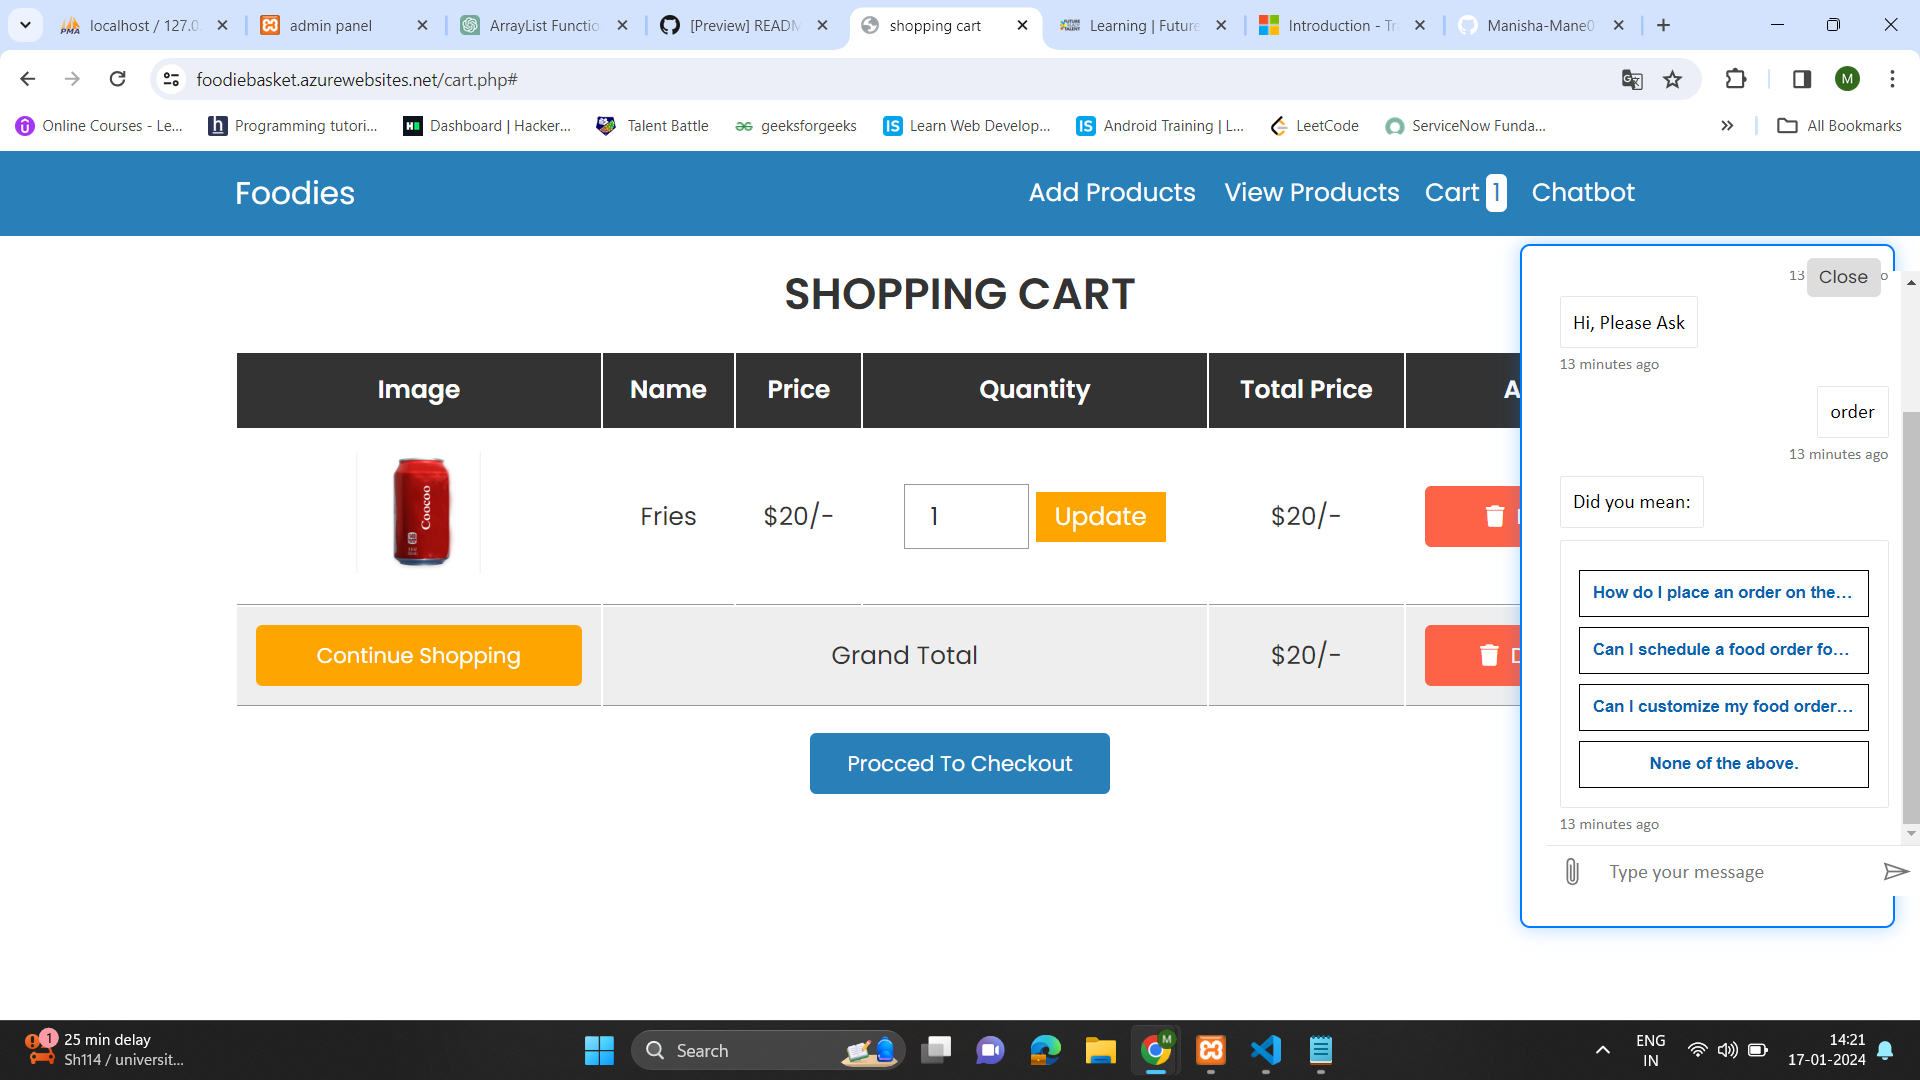 localhost / 127.0.
admin panel
ArrayList Functio
[Preview] READM
shopping cart
Learning | Future
Introduction - Tr
Manisha-Mane0
foodiebasket.azurewebsites.net/cart.php#
M
Online Courses - Le...
Programming tutori...
Dashboard | Hacker...
Talent Battle
geeksforgeeks
Learn Web Develop...
Android Training | L...
LeetCode
ServiceNow Funda...
All Bookmarks
Foodies
Add Products
View Products
Cart 1
Chatbot
SHOPPING CART
Image
Name
Price
Quantity
Total Price
A
Coocoo
Fries
$20/-
1
Update
$20/-
Continue Shopping
Grand Total
$20/-
D
Procced To Checkout
13
Close
o
Hi, Please Ask
13 minutes ago
order
13 minutes ago
Did you mean:
How do I place an order on the...
Can I schedule a food order fo...
Can I customize my food order...
None of the above.
13 minutes ago
Type your message
1
25 min delay
Sh114 / universit...
Search
M
ENG
IN
14:21
17-01-2024